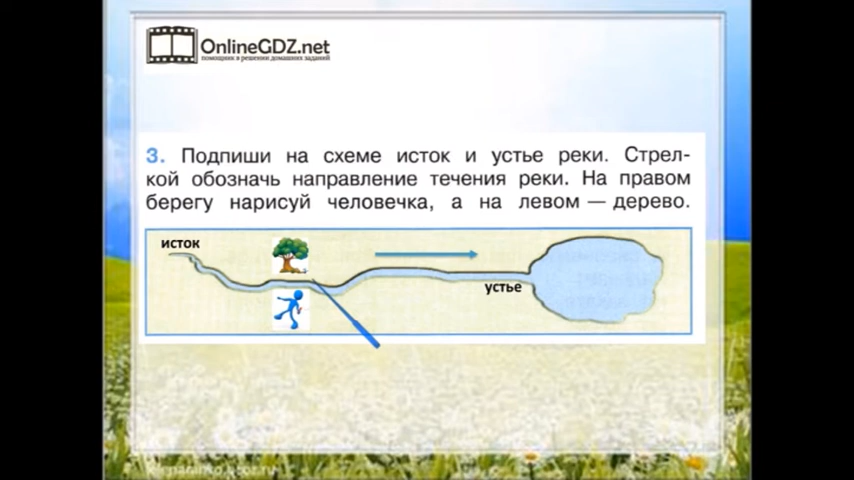 OnlineGDZ.net
помощник в решении домашних заданий
3. Подпиши на схеме исток и устье реки. Стрел-
кой обозначь направление течения реки. На правом
берегу нарисуй человечка, а на левом — дерево.
исток
устье